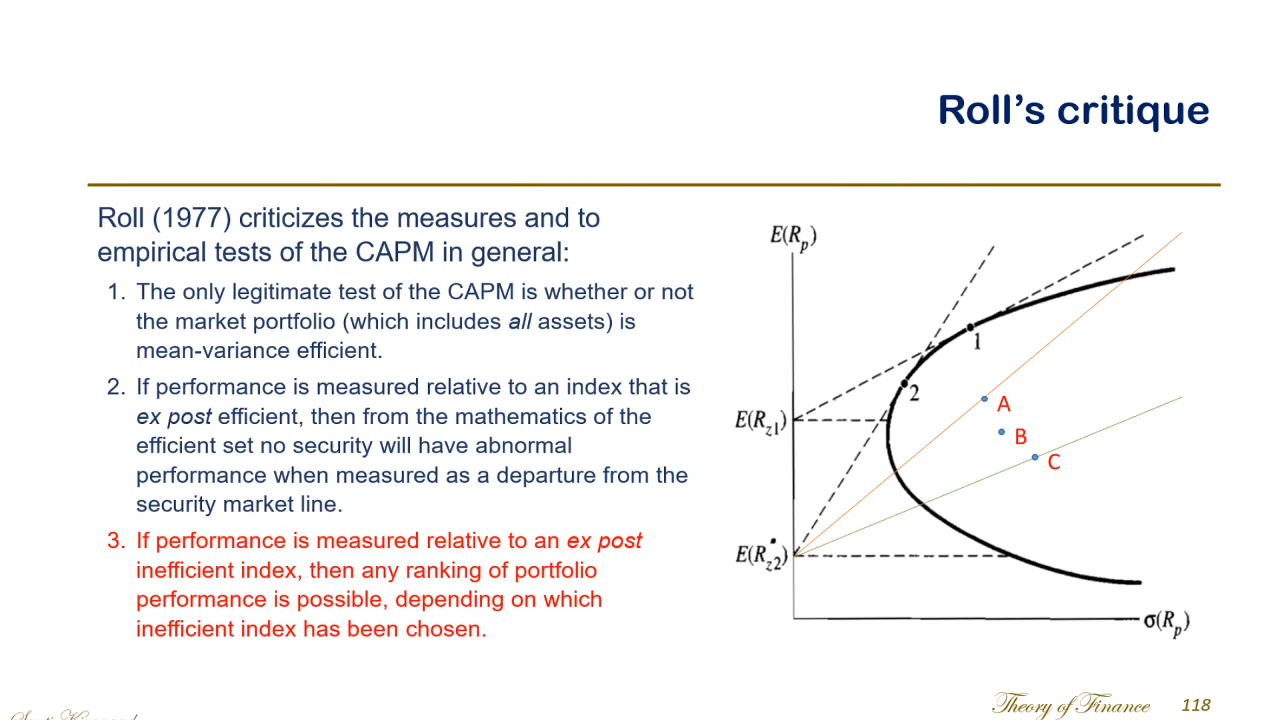 Roll's critique
Roll (1977) criticizes the measures and to
empirical tests of the CAPM in general:
1. The only legitimate test of the CAPM is whether or not
the market portfolio (which includes all assets) is
mean-variance efficient.
2. If performance is measured relative to an index that is
ex post efficient, then from the mathematics of the
efficient set no security will have abnormal
performance when measured as a departure from the
security market line.
3. If performance is measured relative to an ex post
inefficient index, then any ranking of portfolio
performance is possible, depending on which
inefficient index has been chosen.
E(Rp)
1
2
A
E(Rz1)
B
C
E(Rz2)
σ(Rp)
Theory of Finance 118